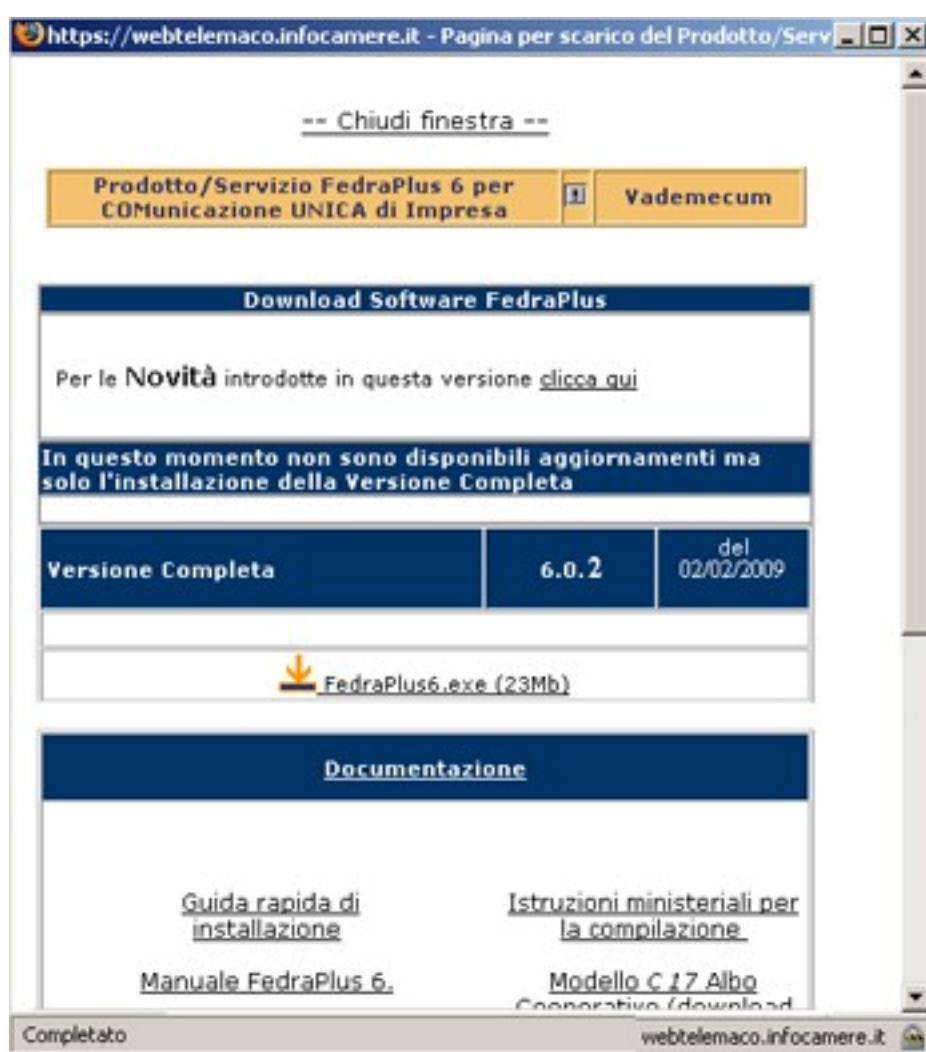 https://webtelemaco.infocamere.it - Pagina per scarico del Prodotto/Serv
-- Chiudi finestra --
Prodotto/Servizio FedraPlus 6 per
COMunicazione UNICA di Impresa
Vademecum
Download Software FedraPlus
Per le Novità introdotte in questa versione clicca qui
In questo momento non sono disponibili aggiornamenti ma
solo l'installazione della Versione Completa
Versione Completa
6.0.2
del
02/02/2009
FedraPlus6.exe (23Mb)
Documentazione
Guida rapida di
installazione
Istruzioni ministeriali per
la compilazione
Manuale FedraPlus 6.
Modello C 17 Albo
Cooperative (download
Completato
webtelemaco.infocamere.it